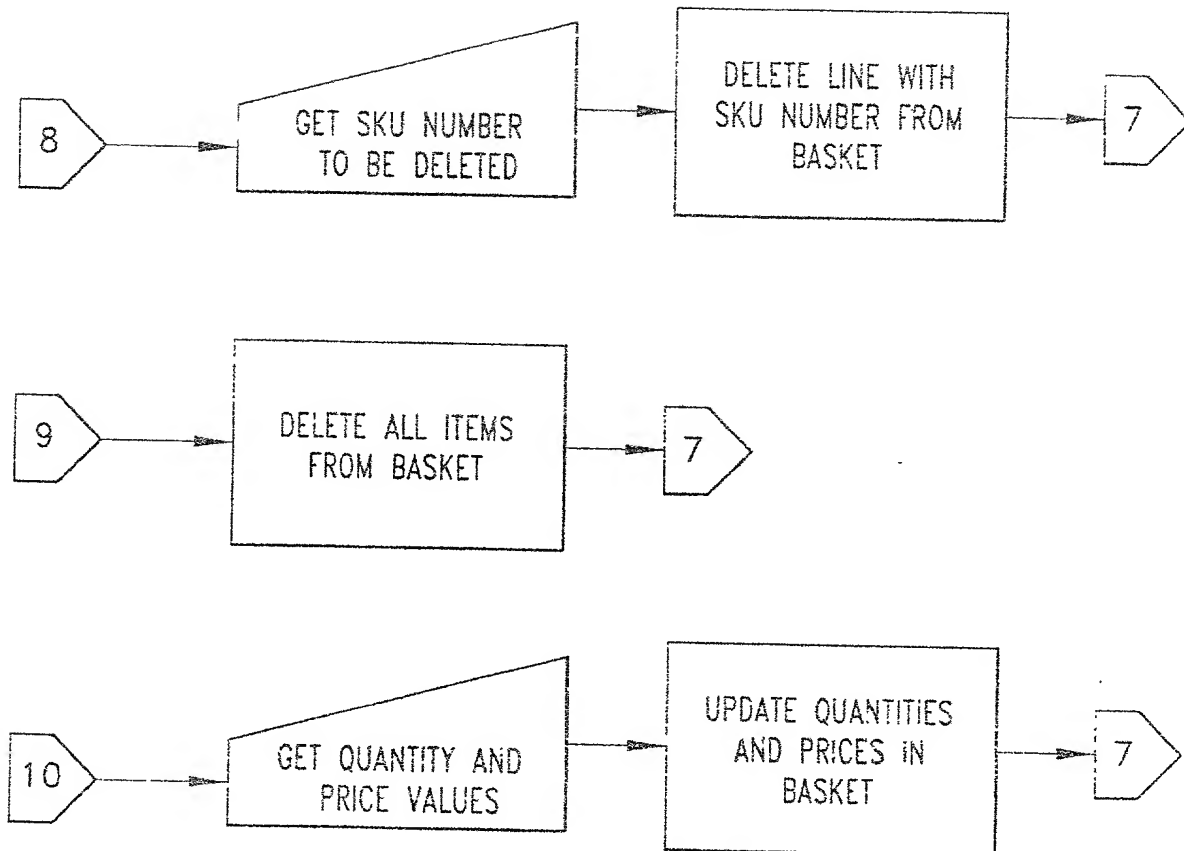 8
GET SKU NUMBER
TO BE DELETED
DELETE LINE WITH
SKU NUMBER FROM
BASKET
7
9
DELETE ALL ITEMS
FROM BASKET
7
10
GET QUANTITY AND
PRICE VALUES
UPDATE QUANTITIES
AND PRICES IN
BASKET
7